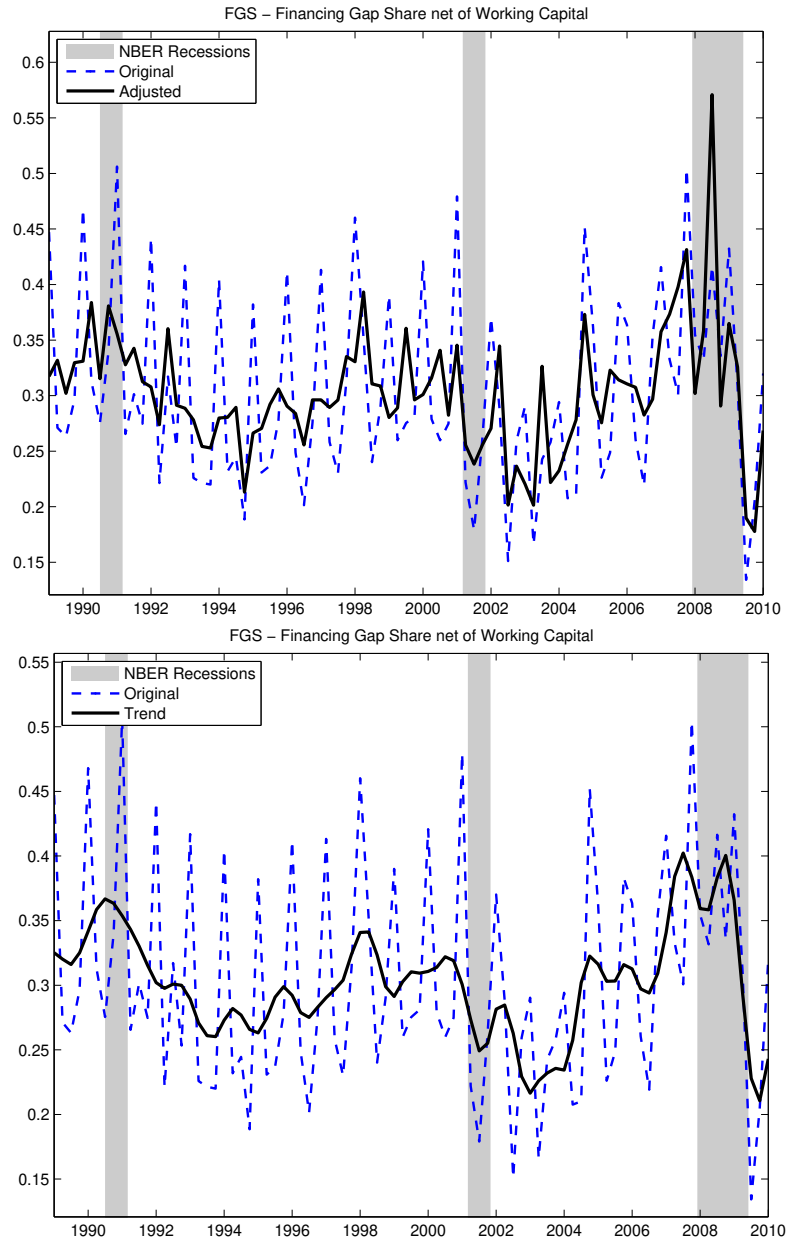 FGS − Financing Gap Share net of Working Capital
NBER Recessions
Original
Adjusted
0.6
0.55
0.5
0.45
0.4
0.35
0.3
0.25
0.2
0.15
1990 1992 1994 1996 1998 2000 2002 2004 2006 2008 2010
FGS − Financing Gap Share net of Working Capital
NBER Recessions
Original
Trend
0.55
0.5
0.45
0.4
0.35
0.3
0.25
0.2
0.15
1990 1992 1994 1996 1998 2000 2002 2004 2006 2008 2010